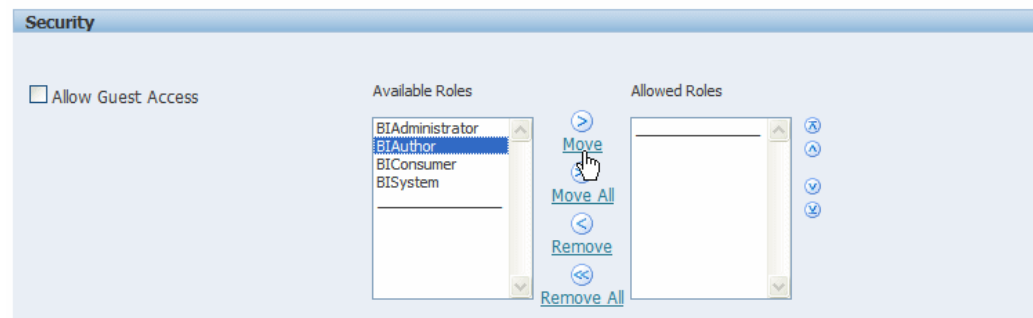 Security
Allow Guest Access
Available Roles
Allowed Roles
BIAdministrator
BIAuthor
BIConsumer
BISystem
Move
Move All
Remove
Remove All